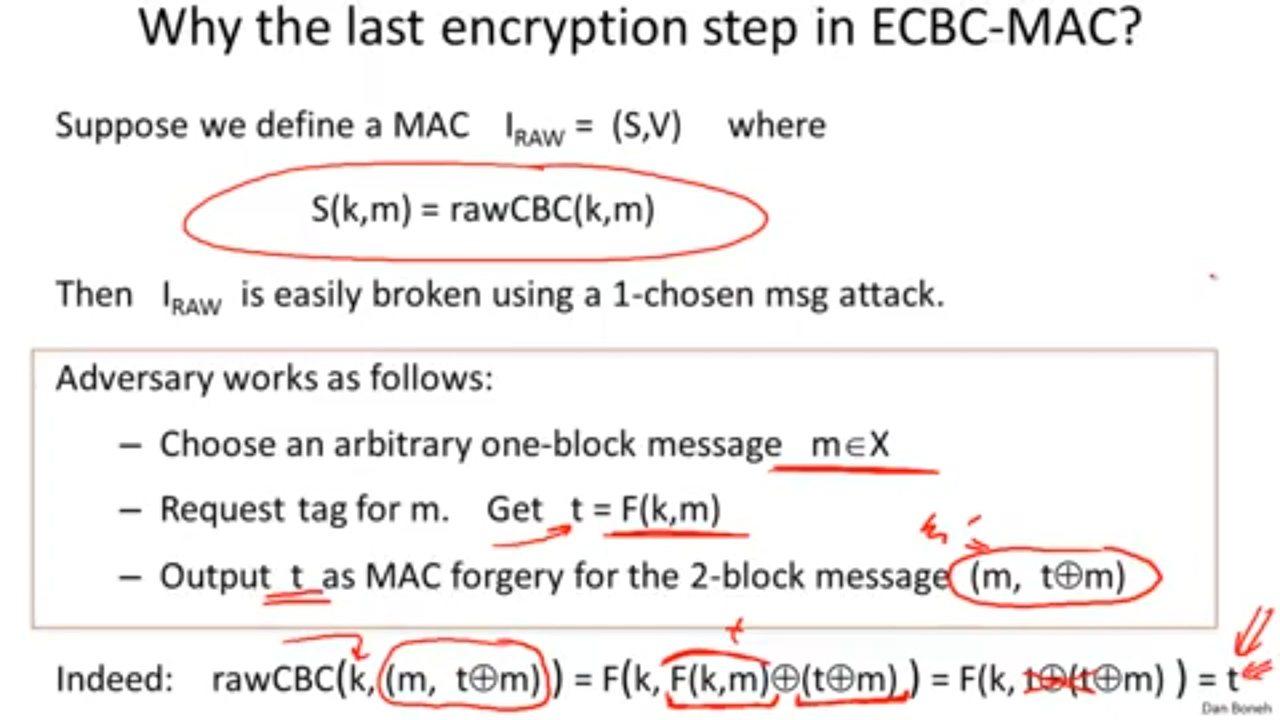 Why the last encryption step in ECBC-MAC?
Suppose we define a MAC I_RAW = (S,V) where
S(k,m) = rawCBC(k,m)
Then I_RAW is easily broken using a 1-chosen msg attack.
Adversary works as follows:
– Choose an arbitrary one-block message m∈X
– Request tag for m. Get t = F(k,m)
– Output t as MAC forgery for the 2-block message (m, t⊕m)
t
Indeed: rawCBC(k, (m, t⊕m) ) = F(k, F(k,m)⊕(t⊕m) ) = F(k, t⊕(t⊕m) ) = t
Dan Boneh